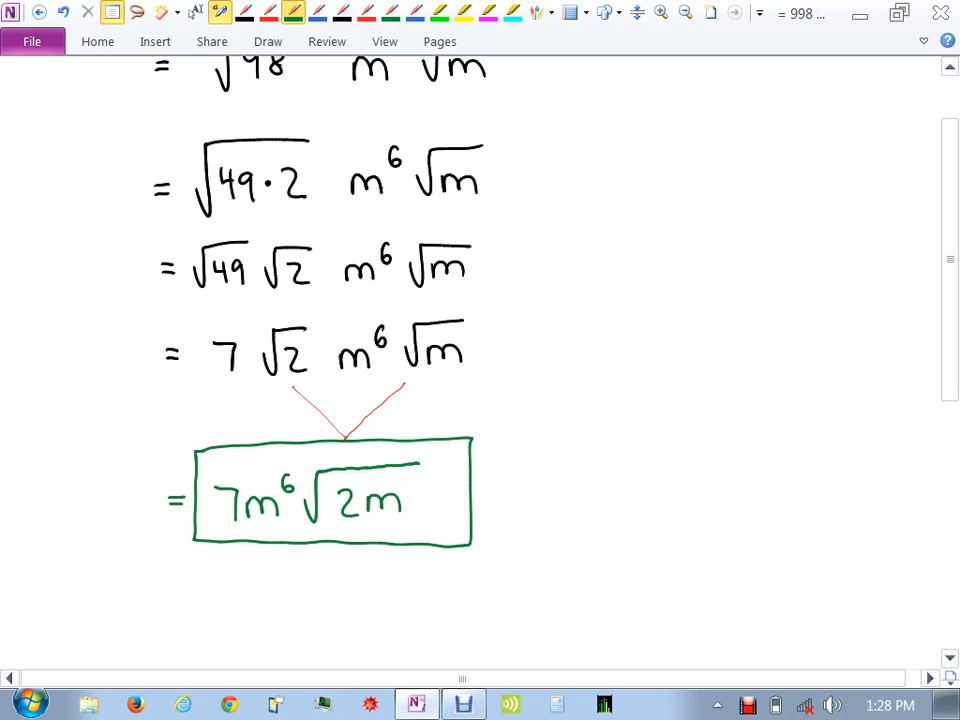 = 998 ...
File Home Insert Share Draw Review View Pages
= √98 m √m
= √49·2 m⁶ √m
= √49 √2 m⁶ √m
= 7 √2 m⁶ √m
= 7m⁶ √2m
1:28 PM